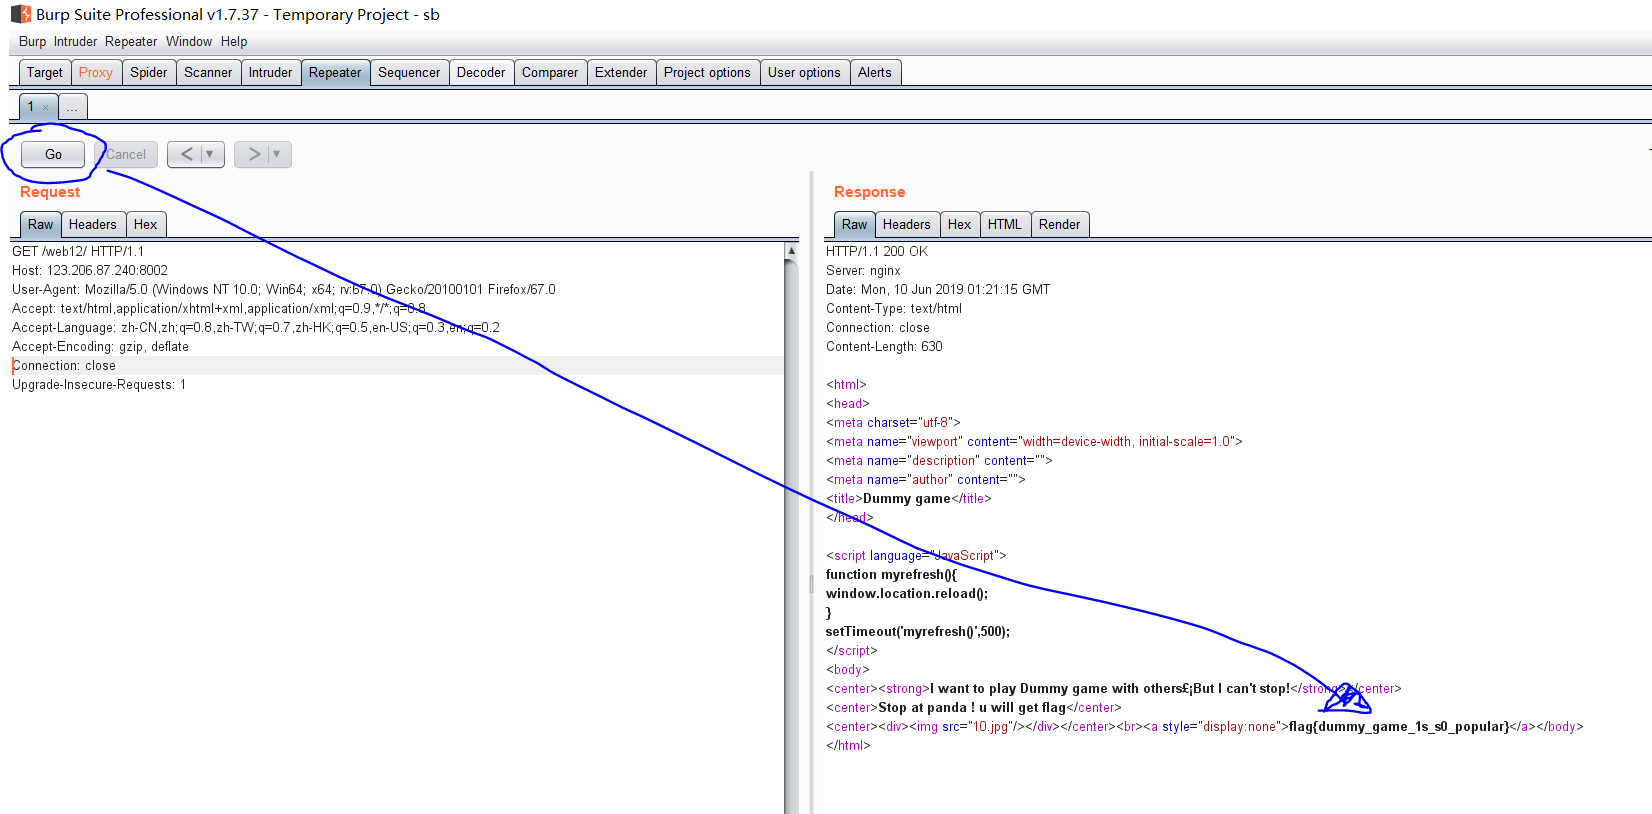 Burp Suite Professional v1.7.37 - Temporary Project - sb
Burp Intruder Repeater Window Help
Target Proxy Spider Scanner Intruder Repeater Sequencer Decoder Comparer Extender Project options User options Alerts
1 × ...
Go Cancel < ▼ > ▼
Request
Raw Headers Hex
GET /web12/ HTTP/1.1
Host: 123.206.87.240:8002
User-Agent: Mozilla/5.0 (Windows NT 10.0; Win64; x64; rv:67.0) Gecko/20100101 Firefox/67.0
Accept: text/html,application/xhtml+xml,application/xml;q=0.9,*/*;q=0.8
Accept-Language: zh-CN,zh;q=0.8,zh-TW;q=0.7,zh-HK;q=0.5,en-US;q=0.3,en;q=0.2
Accept-Encoding: gzip, deflate
Connection: close
Upgrade-Insecure-Requests: 1
Response
Raw Headers Hex HTML Render
HTTP/1.1 200 OK
Server: nginx
Date: Mon, 10 Jun 2019 01:21:15 GMT
Content-Type: text/html
Connection: close
Content-Length: 630
<html>
<head>
<meta charset="utf-8">
<meta name="viewport" content="width=device-width, initial-scale=1.0">
<meta name="description" content="">
<meta name="author" content="">
<title>Dummy game</title>
</head>
<script language="JavaScript">
function myrefresh(){
window.location.reload();
}
setTimeout('myrefresh()',500);
</script>
<body>
<center><strong>I want to play Dummy game with others£¡But I can't stop!</strong></center>
<center>Stop at panda ! u will get flag</center>
<center><div><img src="10.jpg"/></div></center><br><a style="display:none">flag{dummy_game_1s_s0_popular}</a></body>
</html>